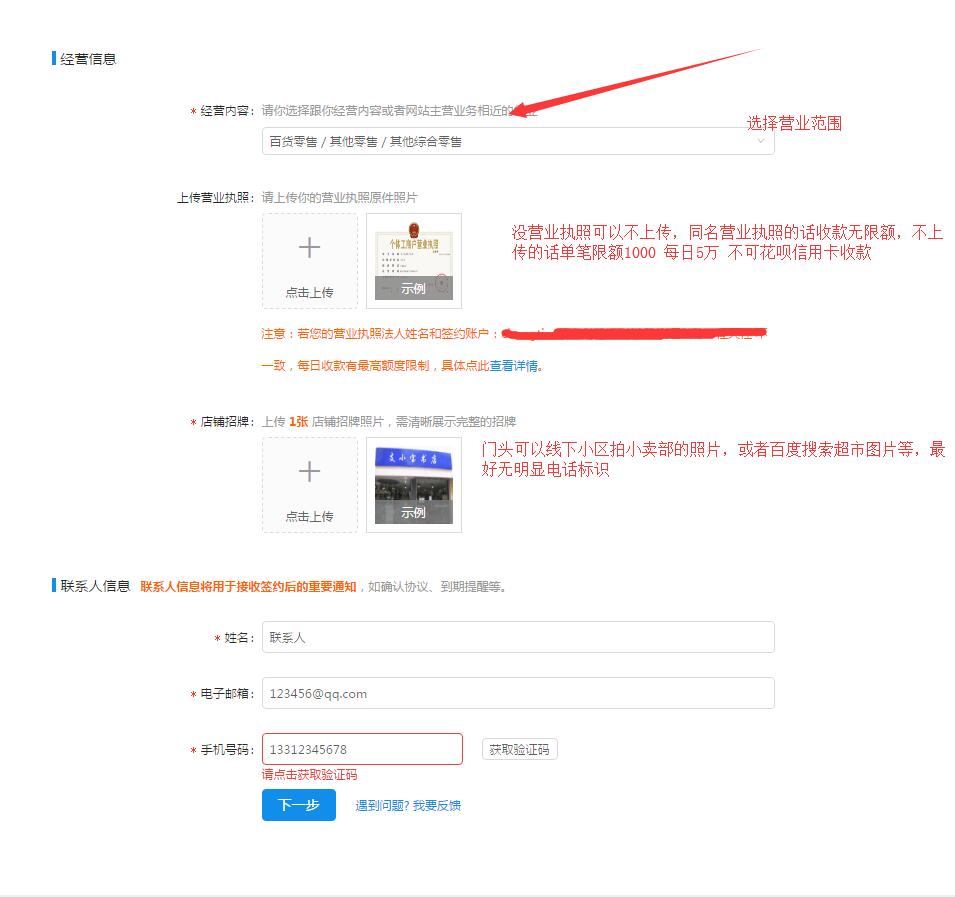 经营信息
* 经营内容： 请你选择跟你经营内容或者网站主营业务相近的
选择营业范围
百货零售 / 其他零售 / 其他综合零售
上传营业执照： 请上传你的营业执照原件照片
没营业执照可以不上传，同名营业执照的话收款无限额，不上
传的话单笔限额1000 每日5万 不可花呗信用卡收款
个体工商户营业执照
点击上传
示例
注意：若您的营业执照法人姓名和签约账户：
一致，每日收款有最高额度限制，具体点此查看详情。
* 店铺招牌： 上传 1张 店铺招牌照片，需清晰展示完整的招牌
门头可以线下小区拍小卖部的照片，或者百度搜索超市图片等，最
好无明显电话标识
支小宝书店
点击上传
示例
联系人信息 联系人信息将用于接收签约后的重要通知，如确认协议、到期提醒等。
* 姓名： 联系人
* 电子邮箱： 123456@qq.com
* 手机号码： 13312345678 获取验证码
请点击获取验证码
下一步 遇到问题? 我要反馈